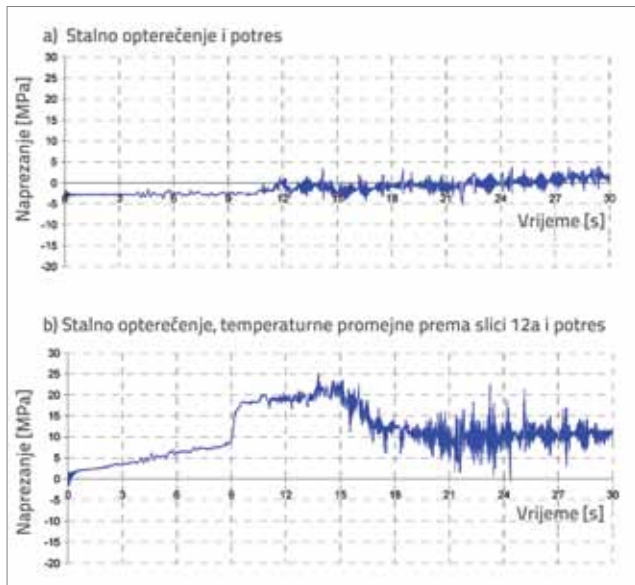 a) Stalno opterećenje i potres
Naprezanje [MPa]
30
25
20
15
10
5
0
-5
-10
-15
-20
0 3 6 9 12 15 18 21 24 27 30
Vrijeme [s]
b) Stalno opterećenje, temperaturne promejne prema slici 12a i potres
Naprezanje [MPa]
30
25
20
15
10
5
0
-5
-10
-15
-20
0 3 6 9 12 15 18 21 24 27 30
Vrijeme [s]